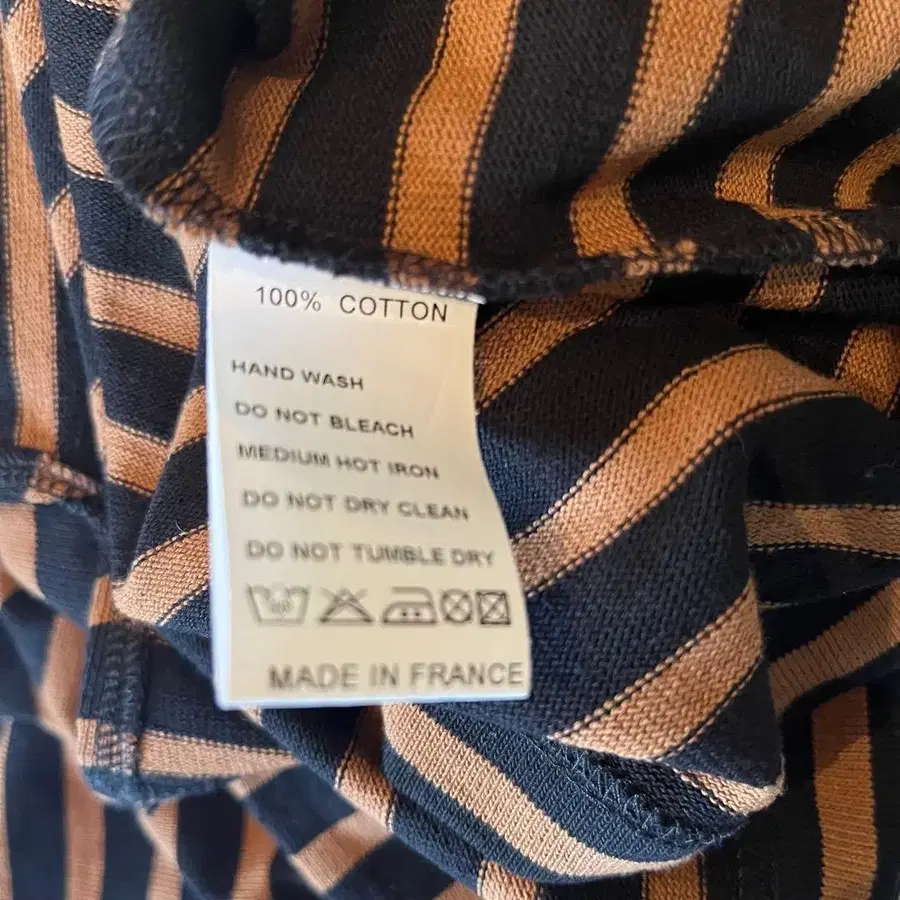 100% COTTON
HAND WASH
DO NOT BLEACH
MEDIUM HOT IRON
DO NOT DRY CLEAN
DO NOT TUMBLE DRY
MADE IN FRANCE